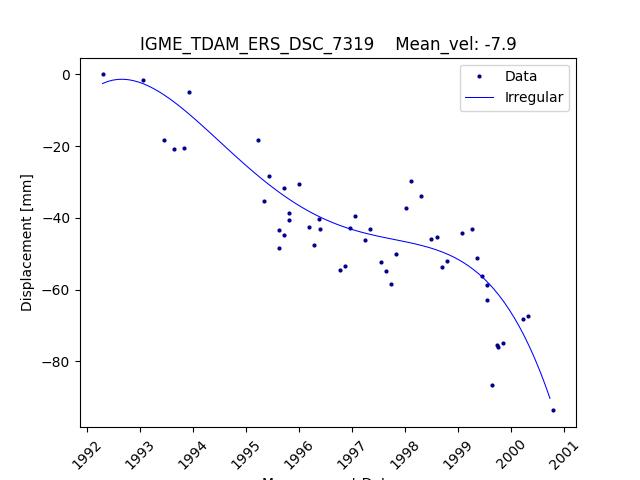 IGME_TDAM_ERS_DSC_7319    Mean_vel: -7.9
Data
Irregular
Displacement [mm]
0
−20
−40
−60
−80
1992 1993 1994 1995 1996 1997 1998 1999 2000 2001